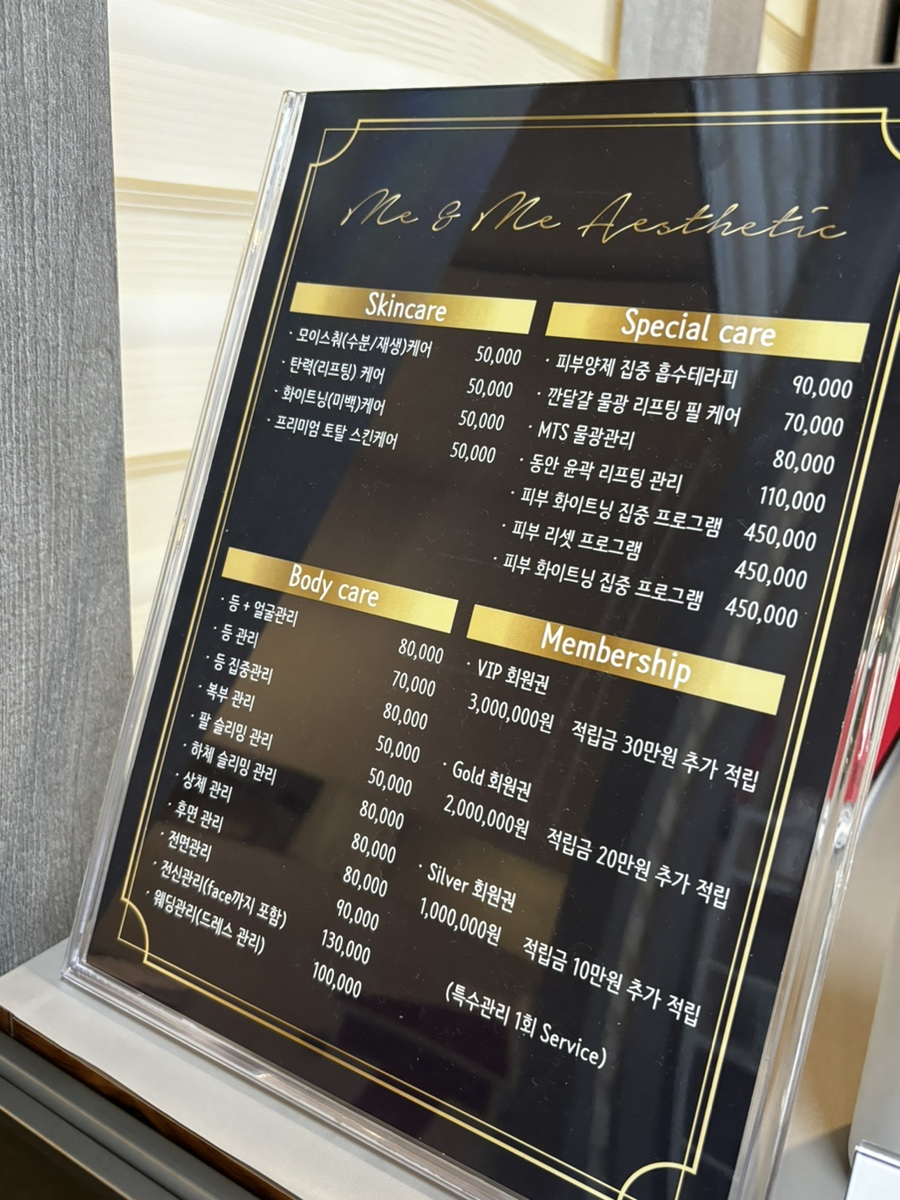 Me & Me Aesthetic
Skincare
· 모이스춰(수분/재생)케어 50,000
· 탄력(리프팅) 케어 50,000
· 화이트닝(미백)케어 50,000
· 프리미엄 토탈 스킨케어 50,000
Special care
· 피부양제 집중 흡수테라피 90,000
· 깐달걀 물광 리프팅 필 케어 70,000
· MTS 물광관리 80,000
· 동안 윤곽 리프팅 관리 110,000
· 피부 화이트닝 집중 프로그램 450,000
· 피부 리셋 프로그램 450,000
· 피부 화이트닝 집중 프로그램 450,000
Body care
· 등 + 얼굴관리 80,000
· 등 관리 70,000
· 등 집중관리 80,000
· 복부 관리 50,000
· 팔 슬리밍 관리 50,000
· 하체 슬리밍 관리 80,000
· 상체 관리 80,000
· 후면 관리 80,000
· 전면관리 90,000
· 전신관리(face까지 포함) 130,000
· 웨딩관리(드레스 관리) 100,000
Membership
· VIP 회원권
3,000,000원 적립금 30만원 추가 적립
· Gold 회원권
2,000,000원 적립금 20만원 추가 적립
· Silver 회원권
1,000,000원 적립금 10만원 추가 적립
(특수관리 1회 Service)